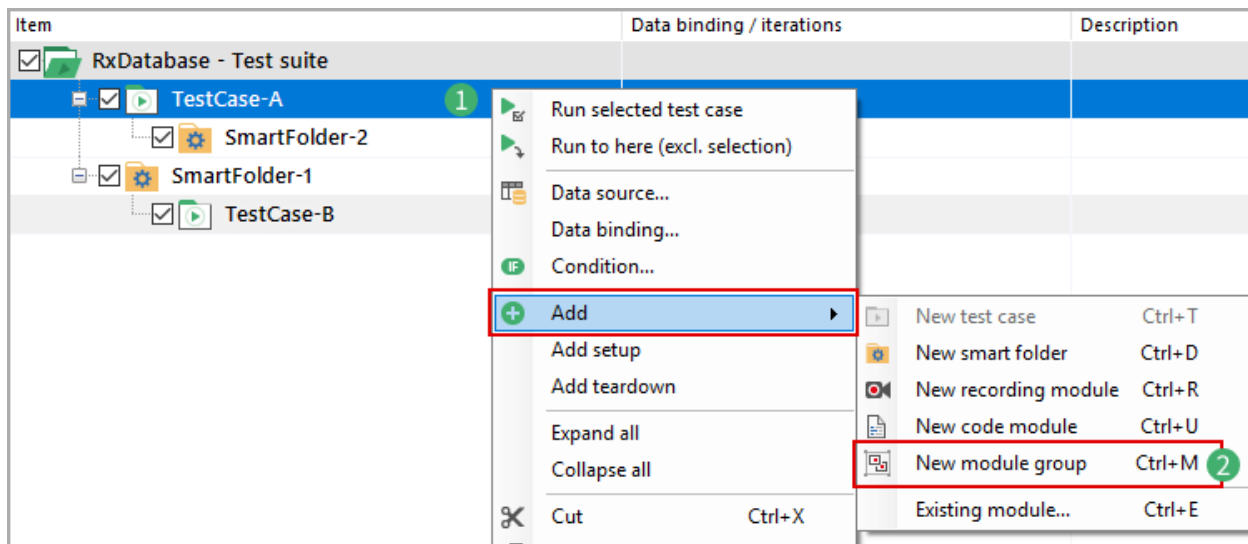 Item Data binding / iterations Description
RxDatabase - Test suite
TestCase-A 1
SmartFolder-2
SmartFolder-1
TestCase-B
Run selected test case
Run to here (excl. selection)
Data source...
Data binding...
IF Condition...
Add
Add setup
Add teardown
Expand all
Collapse all
Cut Ctrl+X
New test case Ctrl+T
New smart folder Ctrl+D
New recording module Ctrl+R
New code module Ctrl+U
New module group Ctrl+M 2
Existing module... Ctrl+E